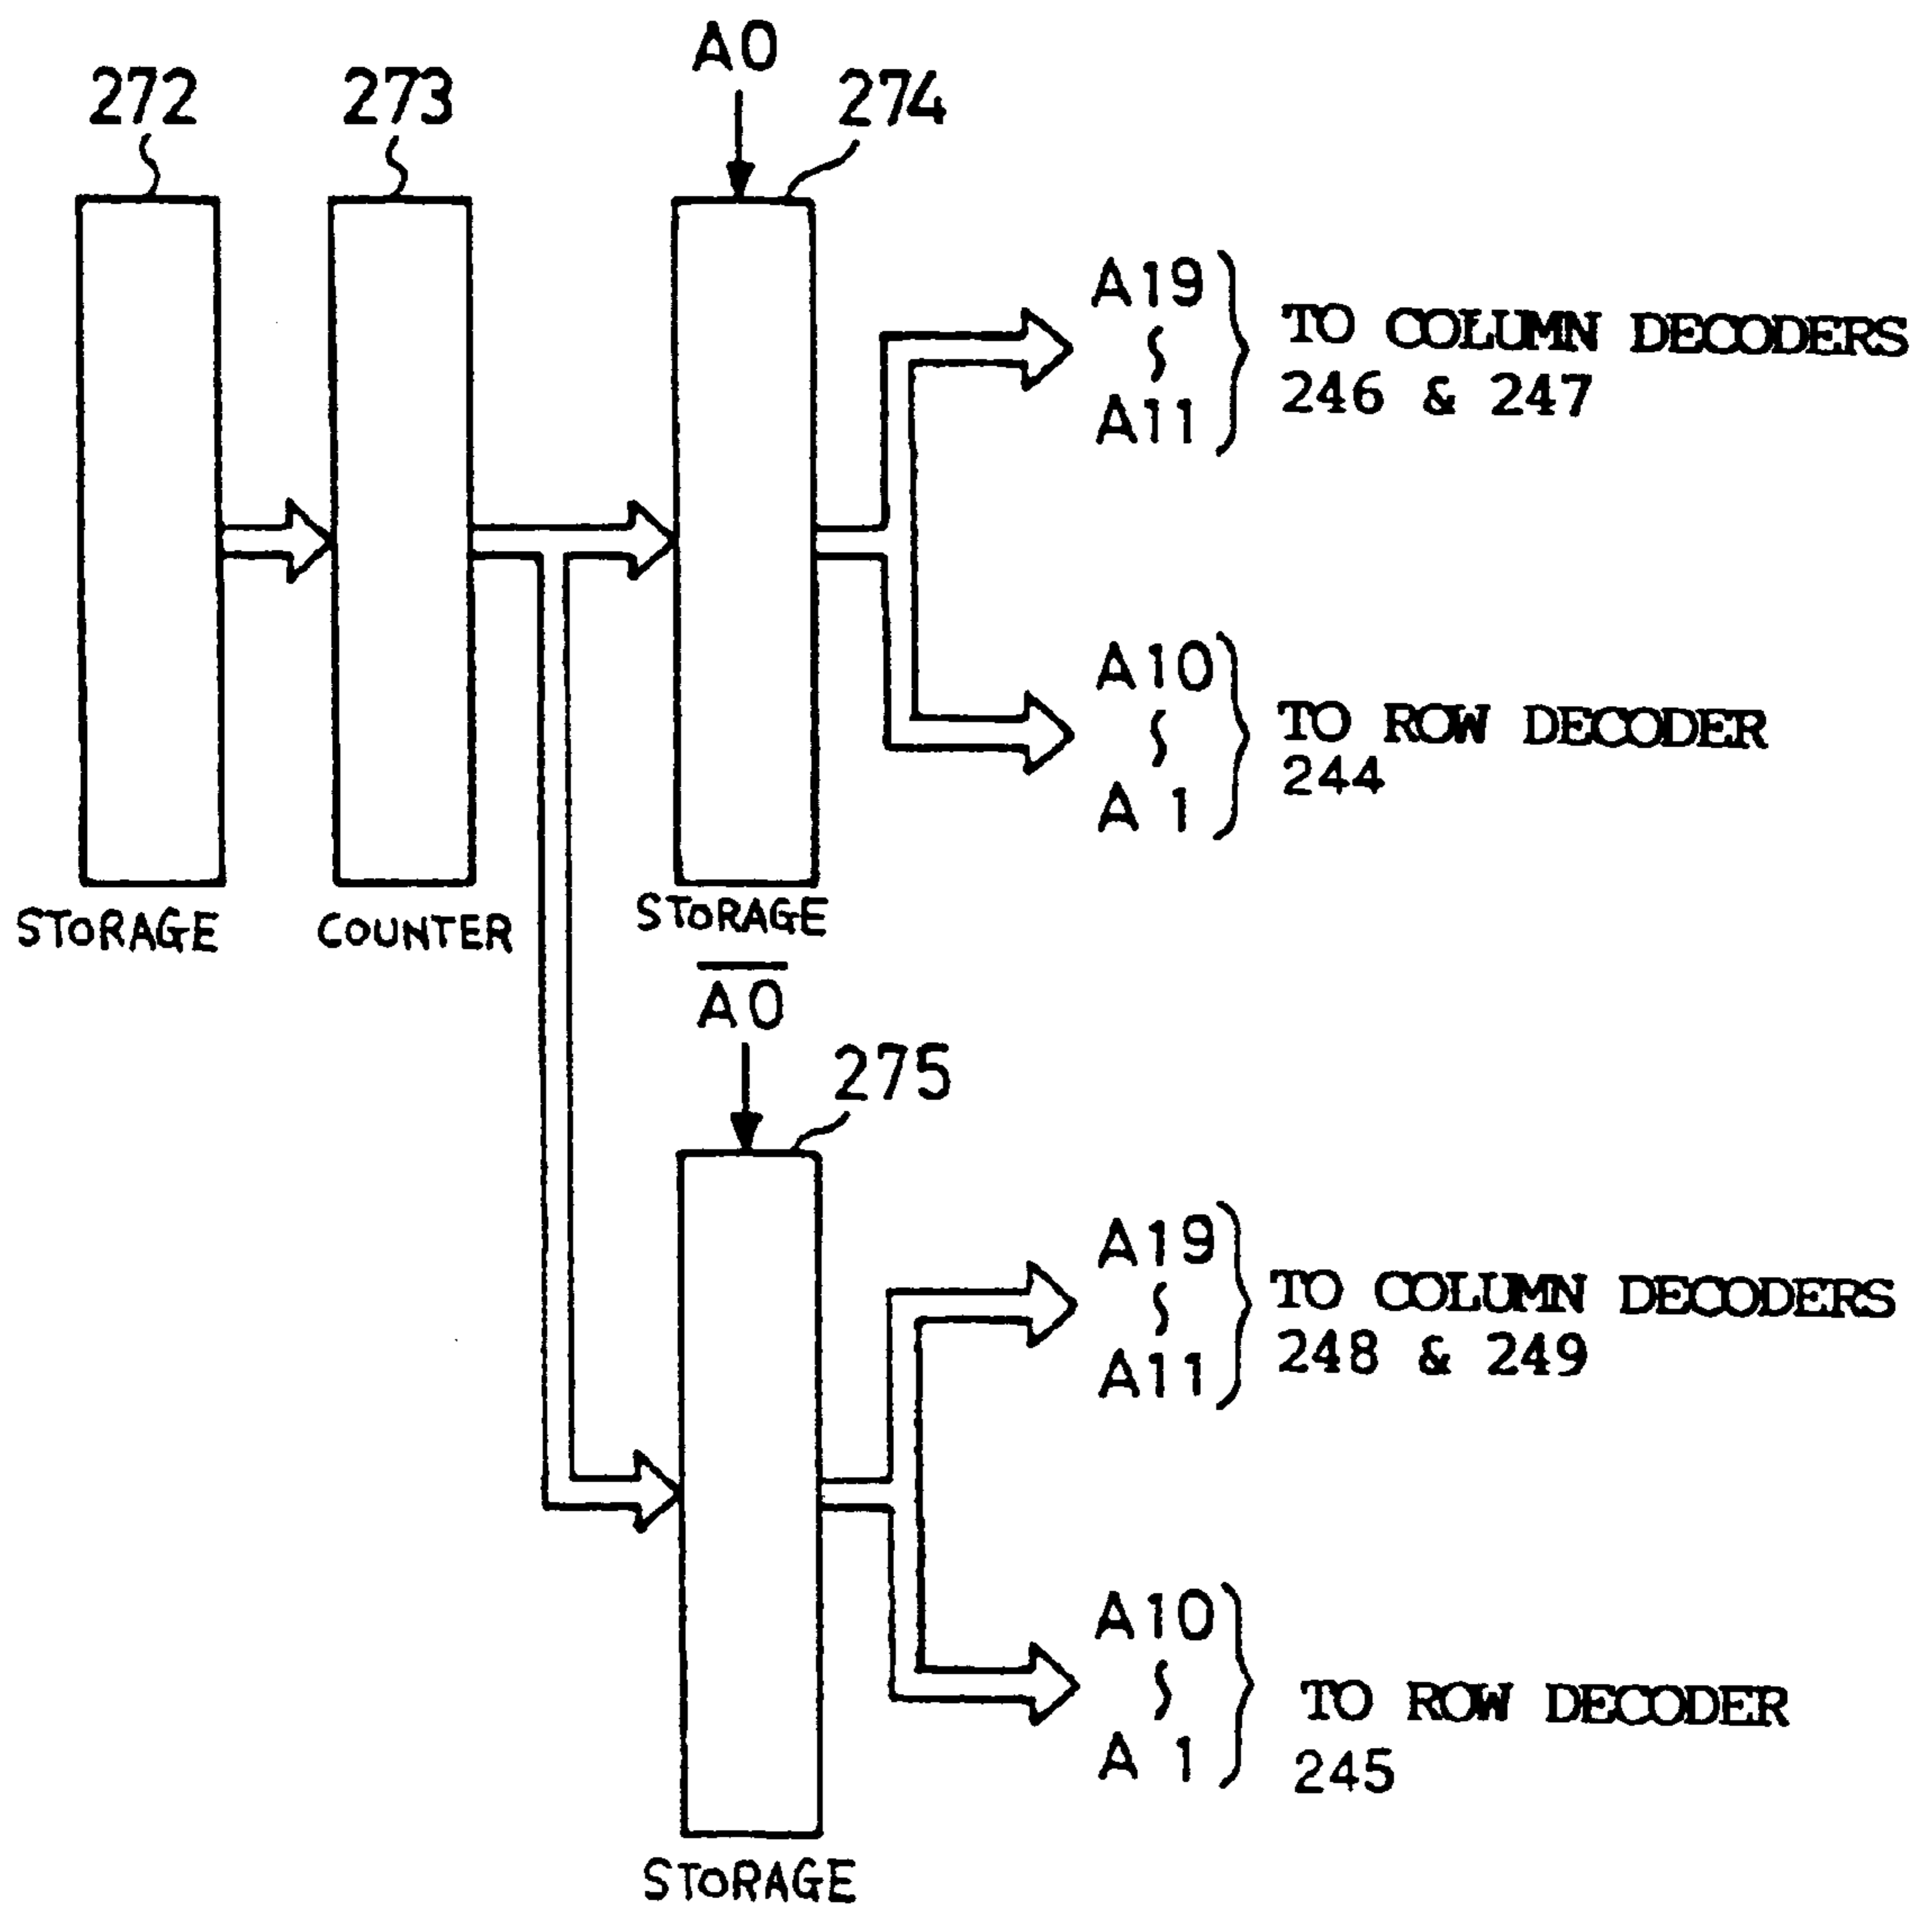 A0
272
273
274
A19
∫
A11
TO COLUMN DECODERS
246 & 247
A10
∫
A 1
TO ROW DECODER
244
STORAGE
COUNTER
STORAGE
A̅0̅
275
A19
∫
A11
TO COLUMN DECODERS
248 & 249
A10
∫
A 1
TO ROW DECODER
245
STORAGE